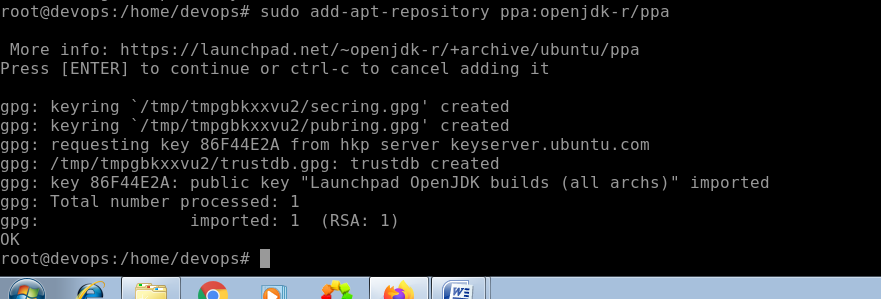 root@devops:/home/devops# sudo add-apt-repository ppa:openjdk-r/ppa
More info: https://launchpad.net/~openjdk-r/+archive/ubuntu/ppa
Press [ENTER] to continue or ctrl-c to cancel adding it
gpg: keyring `/tmp/tmpgbkxxvu2/secring.gpg' created
gpg: keyring `/tmp/tmpgbkxxvu2/pubring.gpg' created
gpg: requesting key 86F44E2A from hkp server keyserver.ubuntu.com
gpg: /tmp/tmpgbkxxvu2/trustdb.gpg: trustdb created
gpg: key 86F44E2A: public key "Launchpad OpenJDK builds (all archs)" imported
gpg: Total number processed: 1
gpg:               imported: 1  (RSA: 1)
OK
root@devops:/home/devops#
W